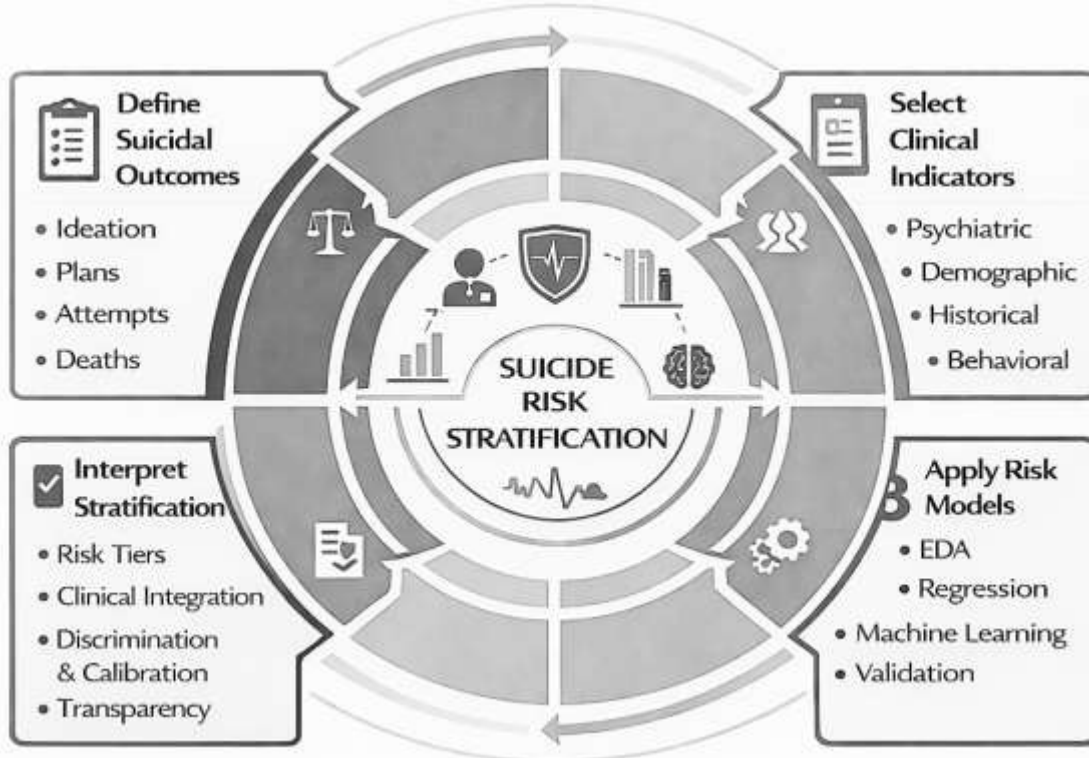 Define
Suicidal
Outcomes
• Ideation
• Plans
• Attempts
• Deaths
Select
Clinical
Indicators
• Psychiatric
• Demographic
• Historical
• Behavioral
SUICIDE
RISK
STRATIFICATION
Interpret
Stratification
• Risk Tiers
• Clinical Integration
• Discrimination
& Calibration
• Transparency
3
Apply Risk
Models
• EDA
• Regression
• Machine Learning
• Validation